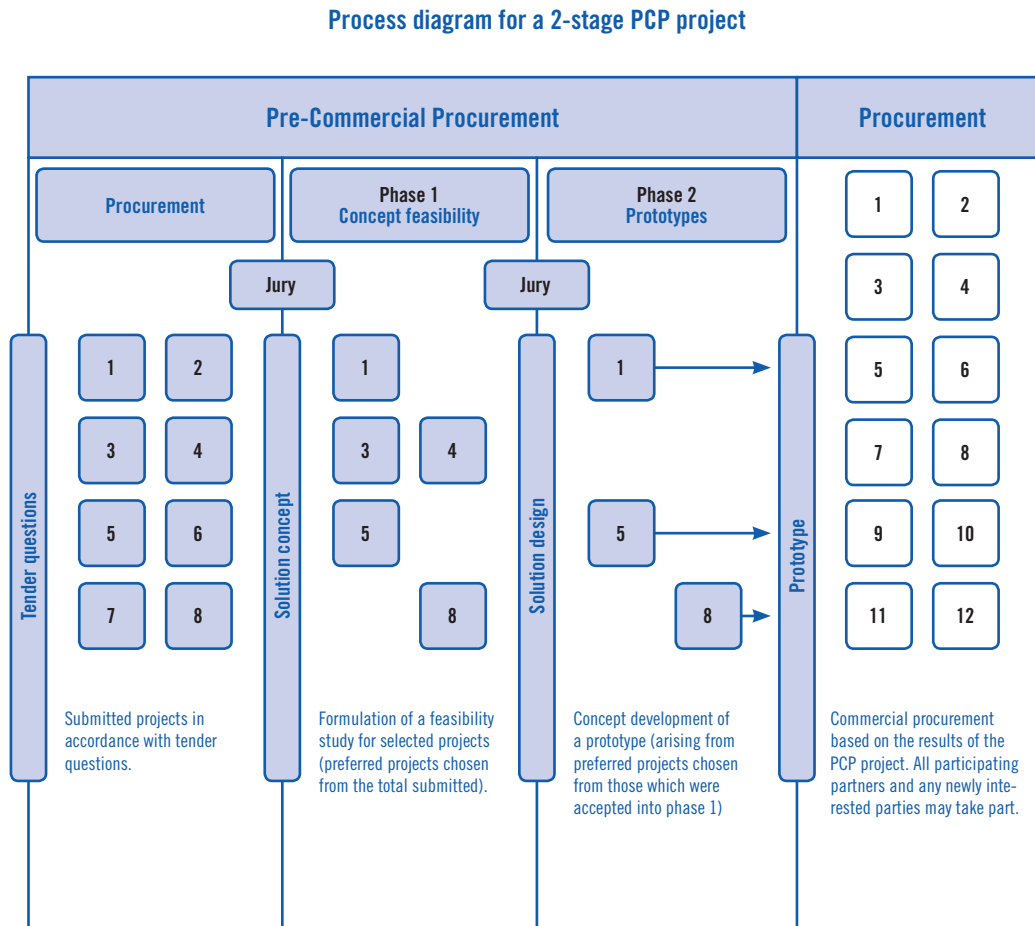 Process diagram for a 2-stage PCP project
Pre-Commercial Procurement
Procurement
Procurement
Phase 1
Concept feasibility
Phase 2
Prototypes
Jury
Jury
Tender questions
1 2
3 4
5 6
7 8
Submitted projects in
accordance with tender
questions.
Solution concept
1
3 4
5
8
Formulation of a feasibility
study for selected projects
(preferred projects chosen
from the total submitted).
Solution design
1
5
8
Concept development of
a prototype (arising from
preferred projects chosen
from those which were
accepted into phase 1)
Prototype
1 2
3 4
5 6
7 8
9 10
11 12
Commercial procurement
based on the results of the
PCP project. All participating
partners and any newly inte-
rested parties may take part.